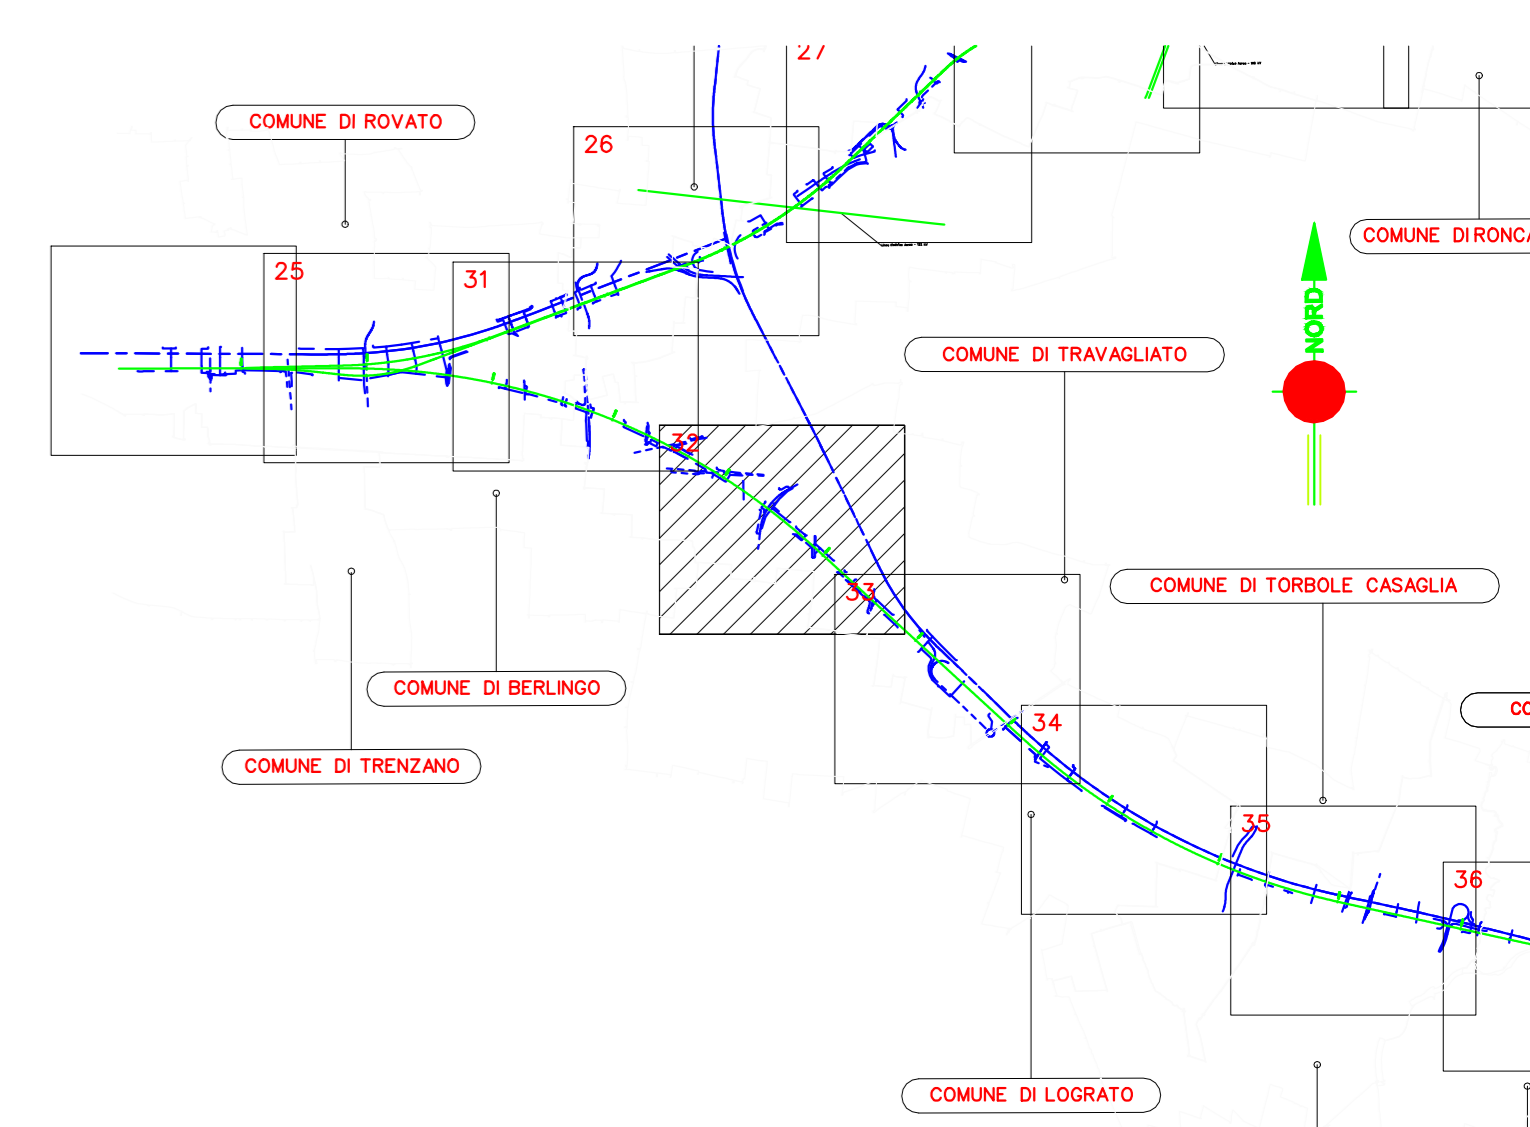 27
COMUNE DI ROVATO
26
COMUNE DI RONCA
25
31
NORD
COMUNE DI TRAVAGLIATO
32
33
COMUNE DI TORBOLE CASAGLIA
COMUNE DI BERLINGO
CO
34
COMUNE DI TRENZANO
35
36
COMUNE DI LOGRATO